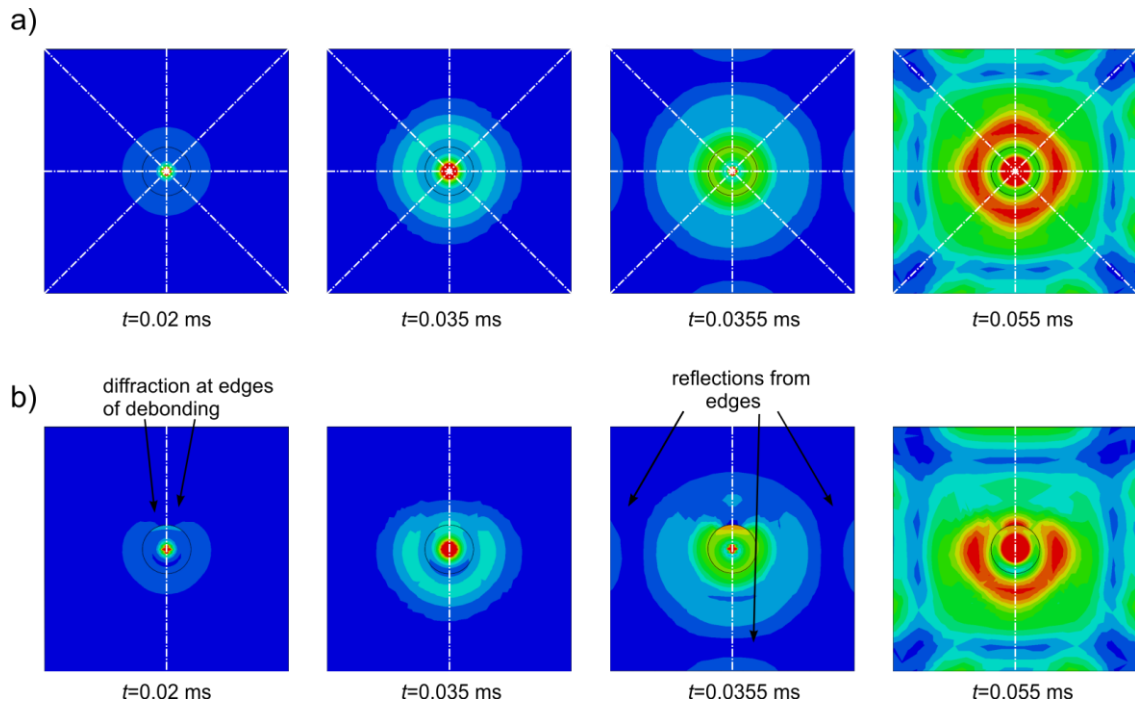 a)
t=0.02 ms
t=0.035 ms
t=0.0355 ms
t=0.055 ms
b)
diffraction at edges
of debonding
reflections from
edges
t=0.02 ms
t=0.035 ms
t=0.0355 ms
t=0.055 ms